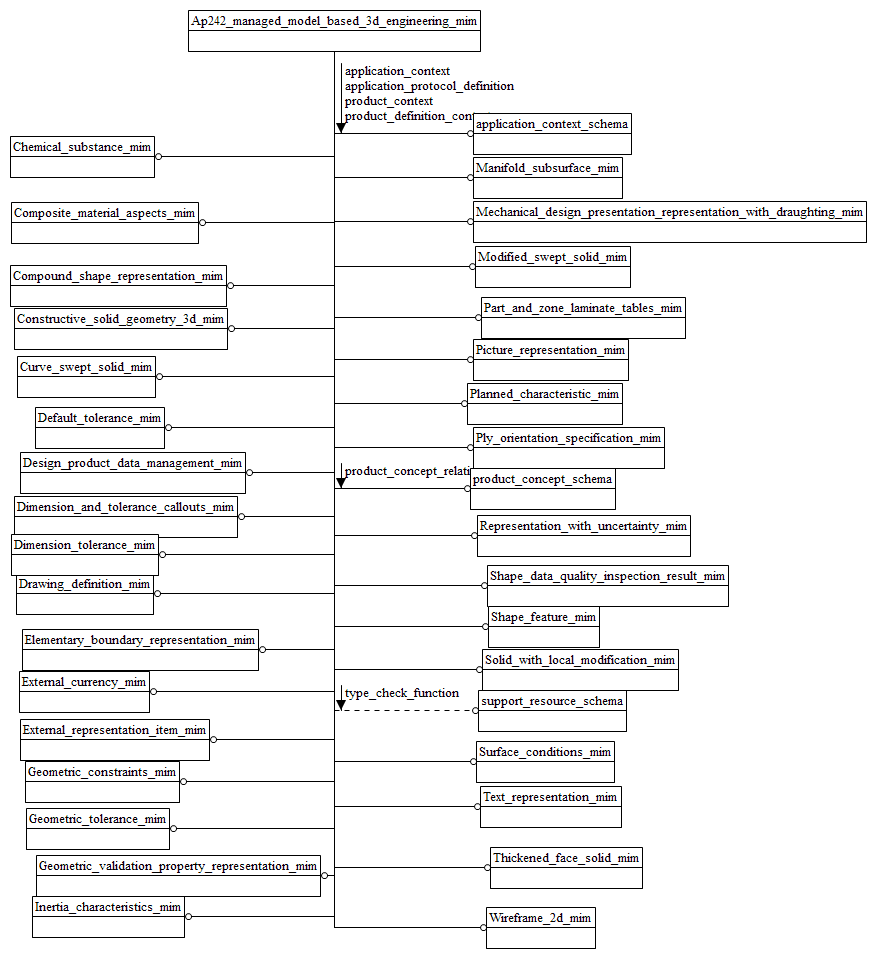 Ap242_managed_model_based_3d_engineering_mim
application_context
application_protocol_definition
product_context
product_definition_cont
application_context_schema
Chemical_substance_mim
Manifold_subsurface_mim
Composite_material_aspects_mim
Mechanical_design_presentation_representation_with_draughting_mim
Modified_swept_solid_mim
Compound_shape_representation_mim
Part_and_zone_laminate_tables_mim
Constructive_solid_geometry_3d_mim
Picture_representation_mim
Curve_swept_solid_mim
Planned_characteristic_mim
Default_tolerance_mim
Ply_orientation_specification_mim
Design_product_data_management_mim
product_concept_relati
product_concept_schema
Dimension_and_tolerance_callouts_mim
Representation_with_uncertainty_mim
Dimension_tolerance_mim
Shape_data_quality_inspection_result_mim
Drawing_definition_mim
Shape_feature_mim
Elementary_boundary_representation_mim
Solid_with_local_modification_mim
External_currency_mim
type_check_function
support_resource_schema
External_representation_item_mim
Surface_conditions_mim
Geometric_constraints_mim
Text_representation_mim
Geometric_tolerance_mim
Thickened_face_solid_mim
Geometric_validation_property_representation_mim
Inertia_characteristics_mim
Wireframe_2d_mim